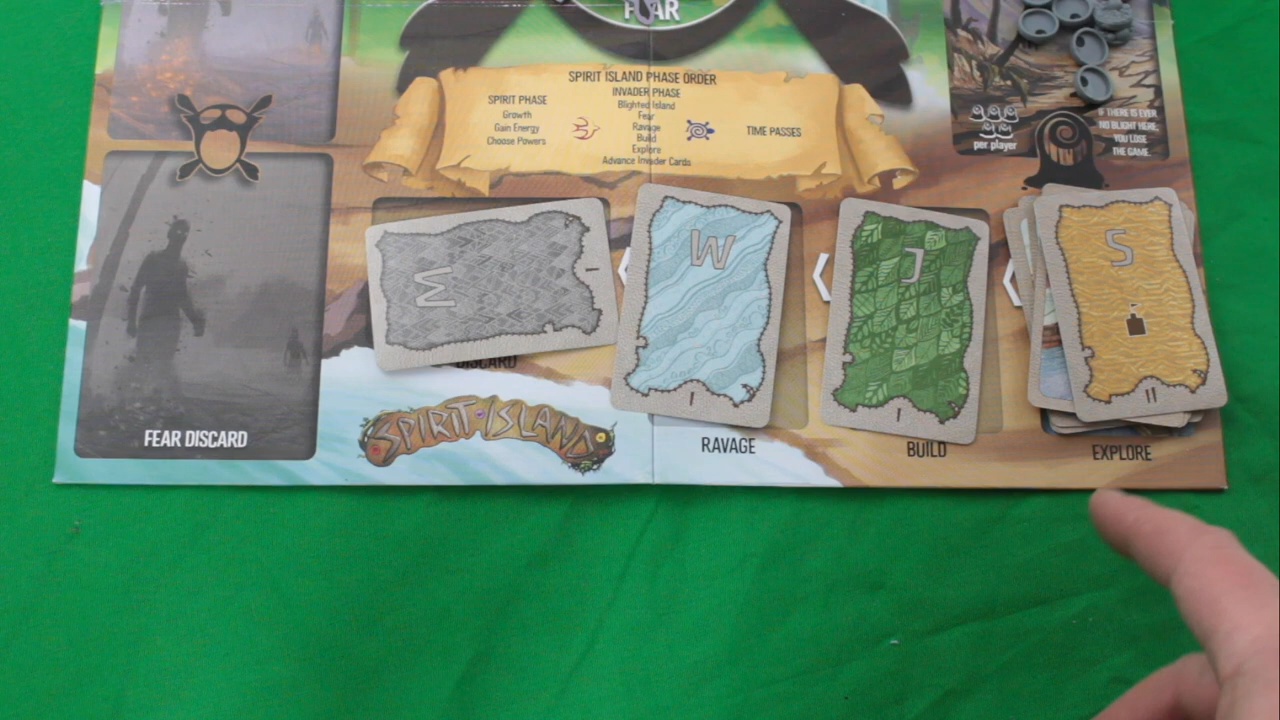 FEAR
SPIRIT ISLAND PHASE ORDER
SPIRIT PHASE
Growth
Gain Energy
Choose Powers
INVADER PHASE
Blighted Island
Fear
Ravage
Build
Explore
Advance Invader Cards
TIME PASSES
per player
IF THERE IS EVER
NO BLIGHT HERE,
YOU LOSE
THE GAME.
M
I
W
I
J
I
S
II
FEAR DISCARD
DISCARD
SPIRIT ISLAND
RAVAGE
BUILD
EXPLORE